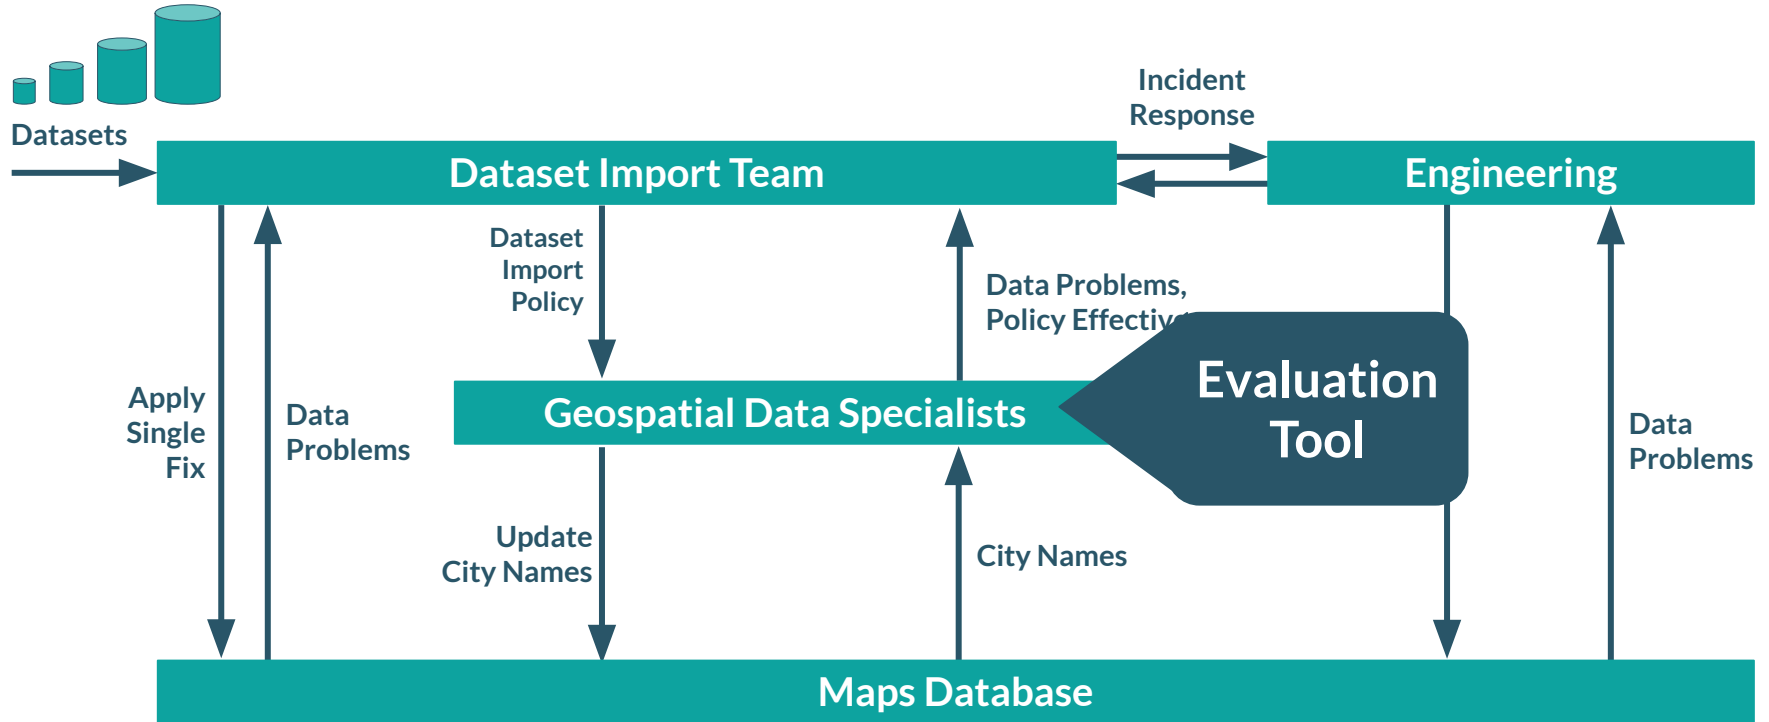 Datasets
Incident
Response
Dataset Import Team
Engineering
Dataset
Import
Policy
Data Problems,
Policy Effectiv
Apply
Single
Fix
Data
Problems
Geospatial Data Specialists
Evaluation
Tool
Data
Problems
Update
City Names
City Names
Maps Database